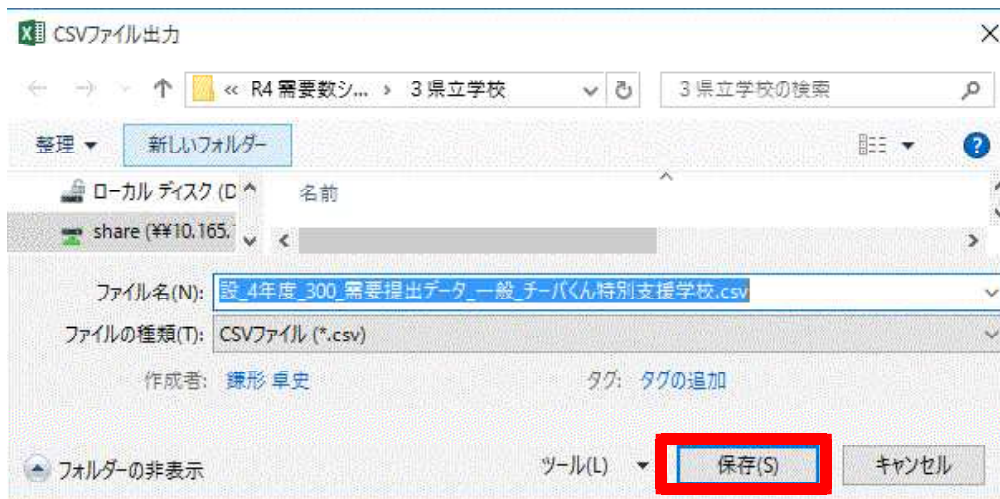 CSVファイル出力
« R4 需要数シ... › 3 県立学校
3 県立学校の検索
整理
新しいフォルダー
ローカル ディスク (D
名前
share (¥¥10.165.
ファイル名(N): 設_4年度_300_需要提出データ_一般_チーバくん特別支援学校.csv
ファイルの種類(T): CSVファイル (*.csv)
作成者: 鎌形 卓史
タグ: タグの追加
フォルダーの非表示
ツール(L)
保存(S)
キャンセル